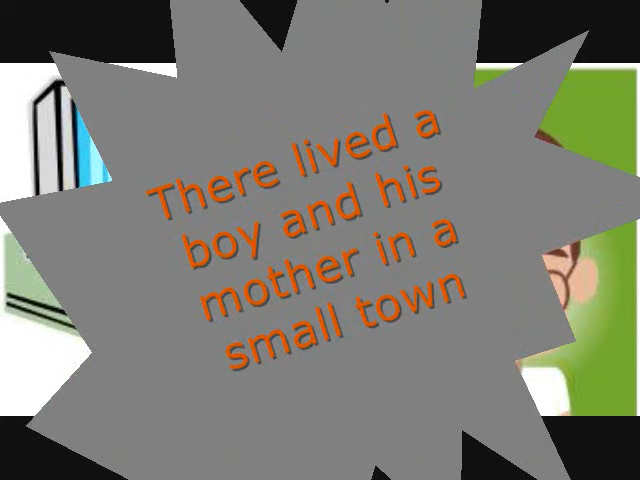 There lived a
boy and his
mother in a
small town